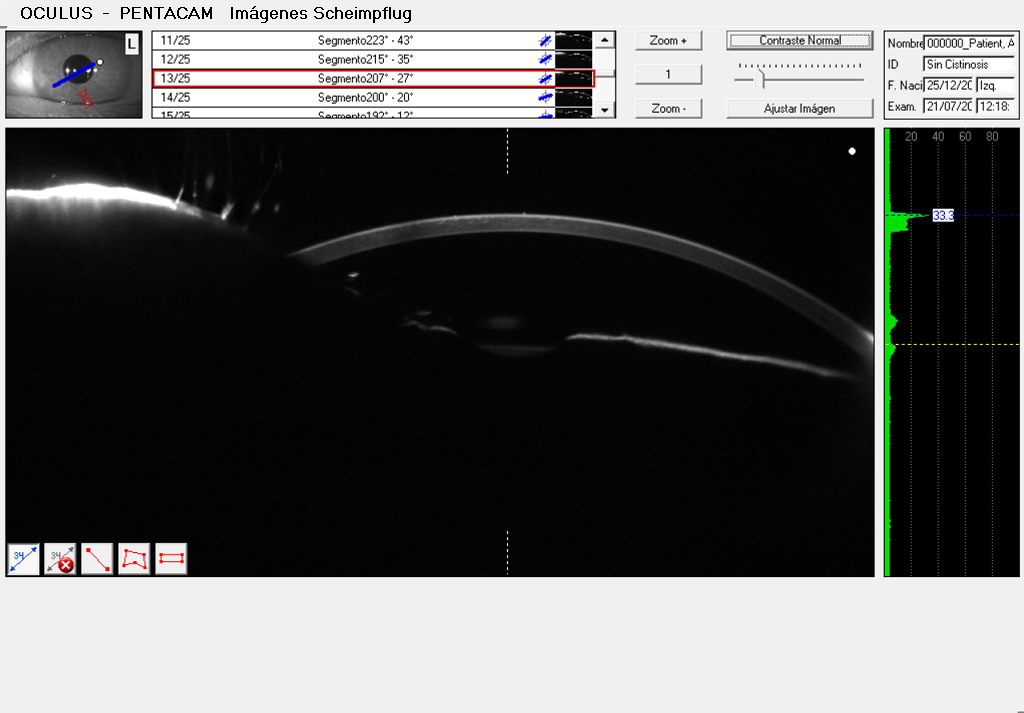 OCULUS - PENTACAM Imágenes Scheimpflug
L
11/25 Segmento223° - 43°
12/25 Segmento215° - 35°
13/25 Segmento207° - 27°
14/25 Segmento200° - 20°
15/25 Segmento192° - 12°
Zoom +
1
Zoom -
Contraste Normal
Ajustar Imágen
Nombre 000000_Patient, A
ID Sin Cistinosis
F. Naci 25/12/20 Izq.
Exam. 21/07/20 12:18:
20 40 60 80
33.3
34 34